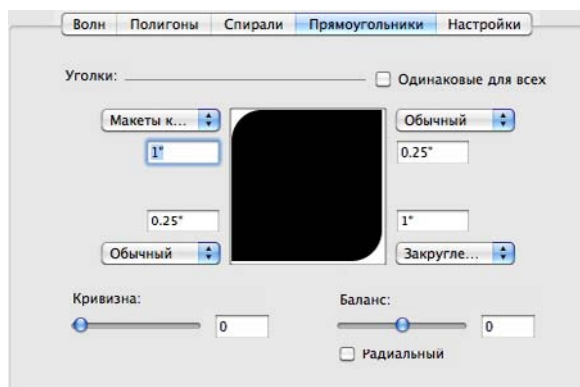 Волн Полигоны Спирали Прямоугольники Настройки
Уголки: Одинаковые для всех
Макеты к... Обычный
1" 0.25"
0.25" 1"
Обычный Закругле...
Кривизна: Баланс:
0 0
Радиальный